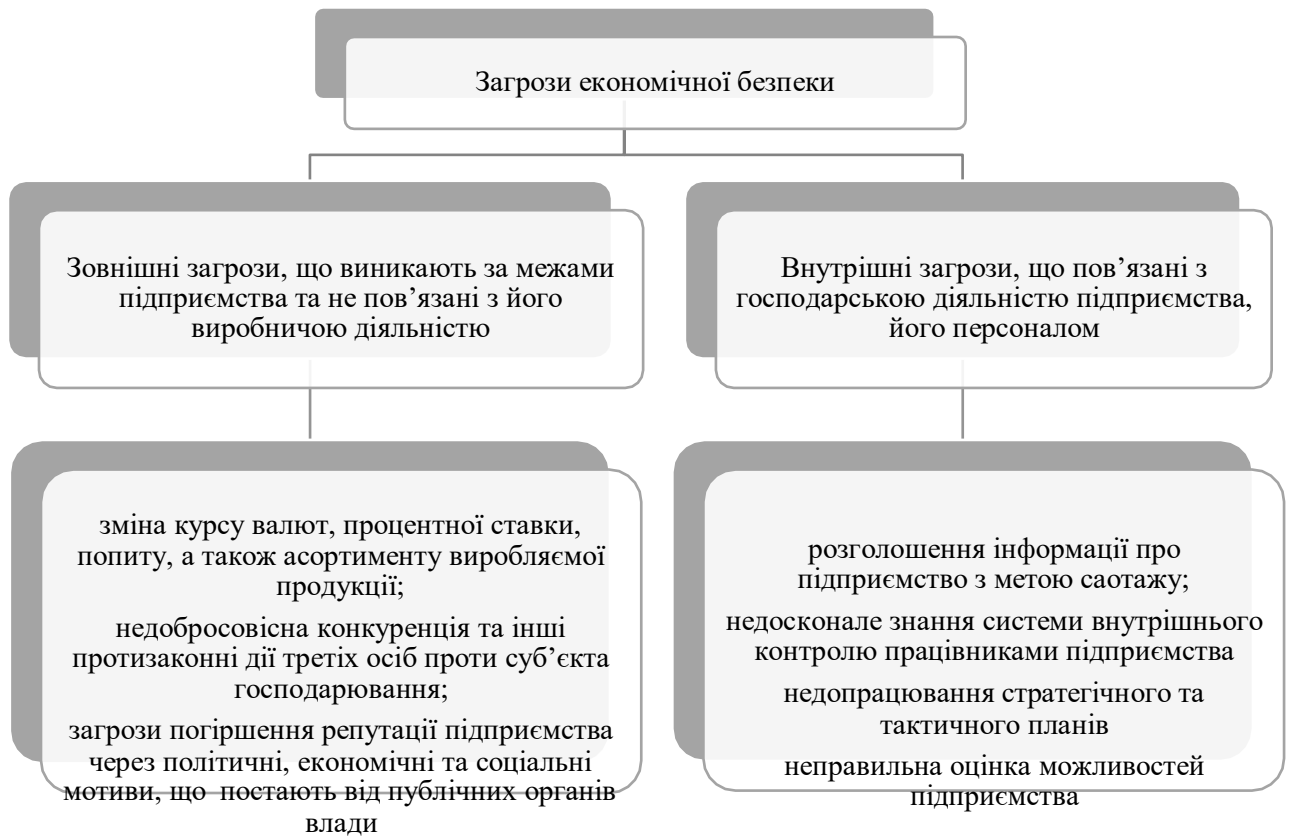 Загрози економічної безпеки
Зовнішні загрози, що виникають за межами
підприємства та не пов’язані з його
виробничою діяльністю
Внутрішні загрози, що пов’язані з
господарською діяльністю підприємства,
його персоналом
зміна курсу валют, процентної ставки,
попиту, а також асортименту виробляємої
продукції;
недобросовісна конкуренція та інші
протизаконні дії третіх осіб проти суб’єкта
господарювання;
загрози погіршення репутації підприємства
через політичні, економічні та соціальні
мотиви, що постають від публічних органів
влади
розголошення інформації про
підприємство з метою саотажу;
недосконале знання системи внутрішнього
контролю працівниками підприємства
недопрацювання стратегічного та
тактичного планів
неправильна оцінка можливостей
підприємства